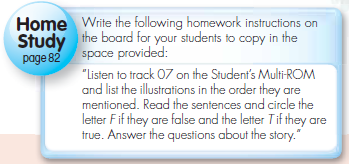 Home
Study
page 82
Write the following homework instructions on
the board for your students to copy in the
space provided:
"Listen to track 07 on the Student's Multi-ROM
and list the illustrations in the order they are
mentioned. Read the sentences and circle the
letter F if they are false and the letter T if they are
true. Answer the questions about the story."